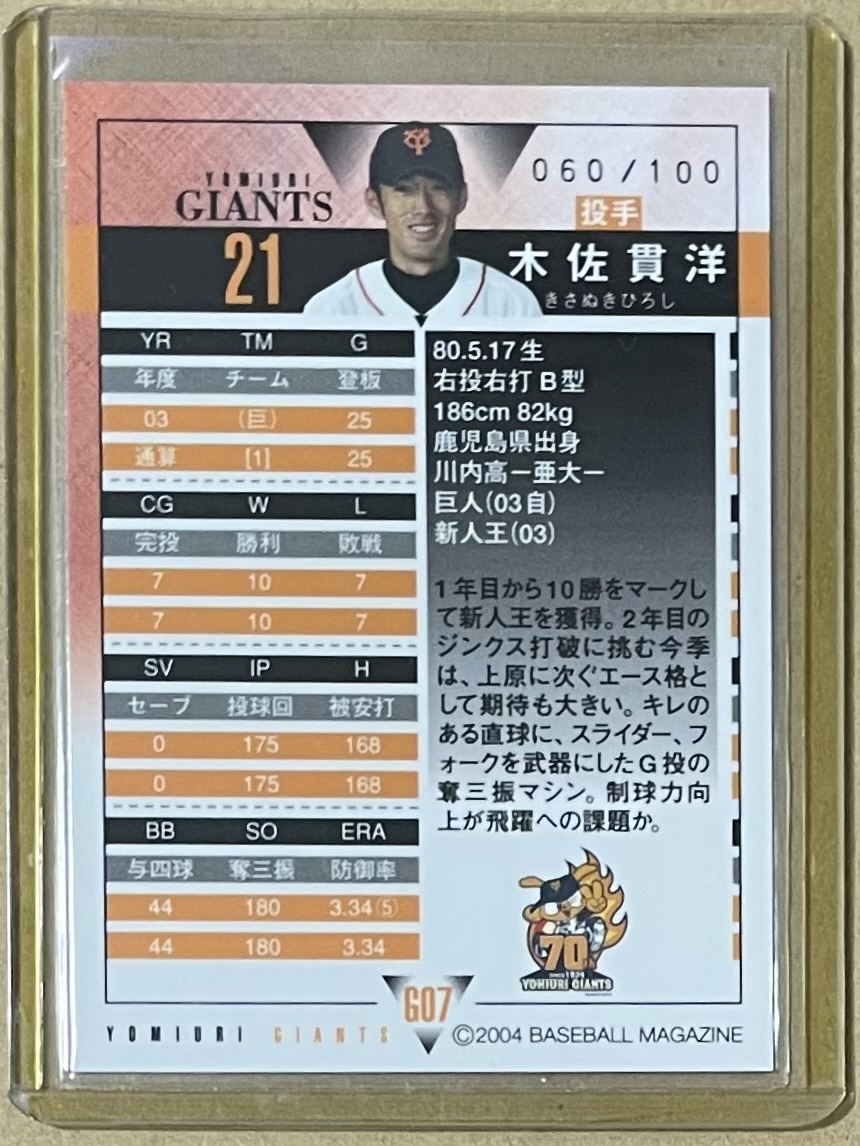 060/100
YOMIURI
GIANTS
投手
21
木佐貫洋
きさぬきひろし
YR TM G
年度 チーム 登板
03 (巨) 25
通算 [1] 25
CG W L
完投 勝利 敗戦
7 10 7
7 10 7
SV IP H
セーブ 投球回 被安打
0 175 168
0 175 168
BB SO ERA
与四球 奪三振 防御率
44 180 3.34⑤
44 180 3.34
80.5.17生
右投右打 B型
186cm 82kg
鹿児島県出身
川内高ー亜大ー
巨人(03自)
新人王(03)
1年目から10勝をマークし
て新人王を獲得。2年目の
ジンクス打破に挑む今季
は、上原に次ぐエース格と
して期待も大きい。キレの
ある直球に、スライダー、フ
ォークを武器にしたG投の
奪三振マシン。制球力向
上が飛躍への課題か。
70
SINCE 1934
YOMIURI GIANTS
G07
YOMIURI GIANTS
©2004 BASEBALL MAGAZINE